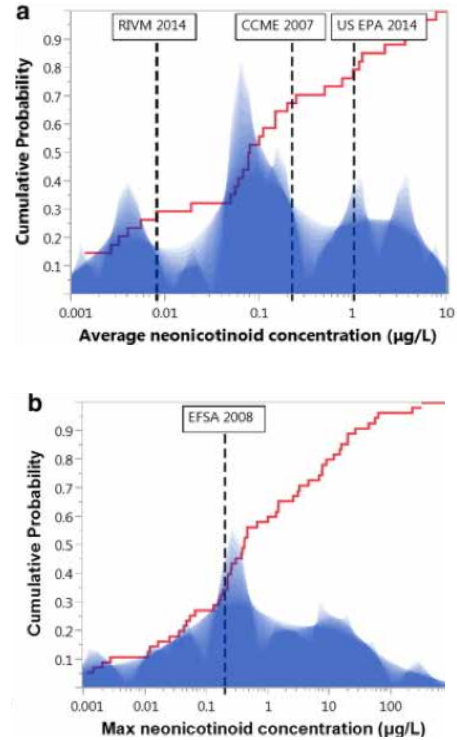 a
RIVM 2014 CCME 2007 US EPA 2014
Cumulative Probability
0.9
0.8
0.7
0.6
0.5
0.4
0.3
0.2
0.1
0.001 0.01 0.1 1 10
Average neonicotinoid concentration (µg/L)
b
EFSA 2008
Cumulative Probability
0.9
0.8
0.7
0.6
0.5
0.4
0.3
0.2
0.1
0.001 0.01 0.1 1 10 100
Max neonicotinoid concentration (µg/L)